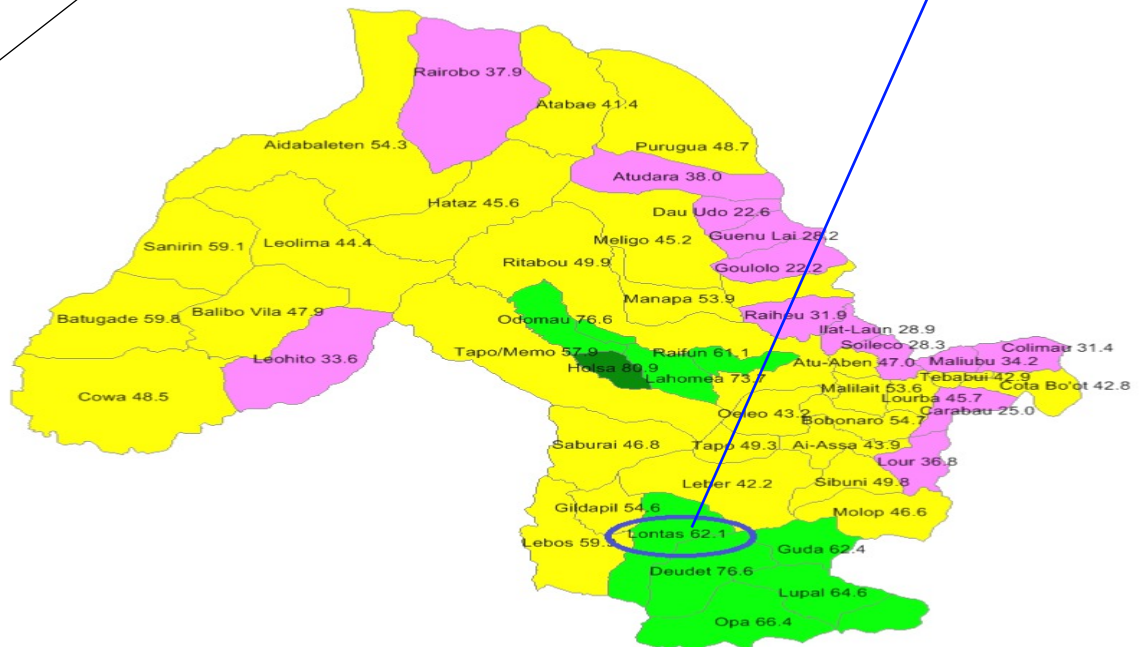 Rairobo 37.9
Atabae 41.4
Aidabaleten 54.3
Purugua 48.7
Atudara 38.0
Hataz 45.6
Dau Udo 22.6
Guenu Lai 28.2
Sanirin 59.1
Leolima 44.4
Meligo 45.2
Ritabou 49.9
Goulolo 22.2
Manapa 53.9
Batugade 59.8
Balibo Vila 47.9
Odomau 76.6
Raiheu 31.9
Ilat-Laun 28.9
Soileco 28.3
Colimau 31.4
Leohito 33.6
Tapo/Memo 57.9
Raifun 61.1
Atu-Aben 47.0
Maliubu 34.2
Holsa 80.9
Lahomea 73.7
Tebabui 42.9
Cota Bo'ot 42.8
Malilait 53.6
Cowa 48.5
Lourba 45.7
Carabau 25.0
Oeleo 43.2
Bobonaro 54.7
Saburai 46.8
Tapo 49.3
Ai-Assa 43.9
Lour 36.8
Leber 42.2
Sibuni 49.8
Gildapil 54.6
Molop 46.6
Lontas 62.1
Lebos 59.
Guda 62.4
Deudet 76.6
Lupal 64.6
Opa 66.4